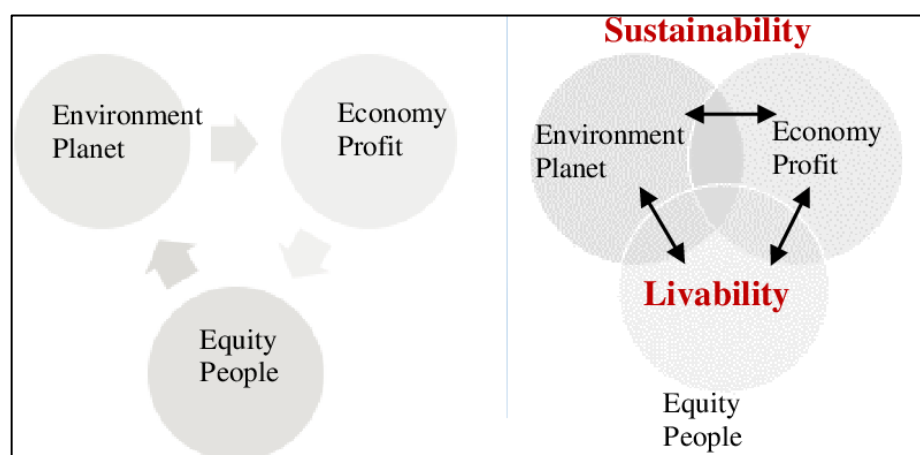 Environment
Planet
Economy
Profit
Equity
People
Sustainability
Environment
Planet
Economy
Profit
Livability
Equity
People